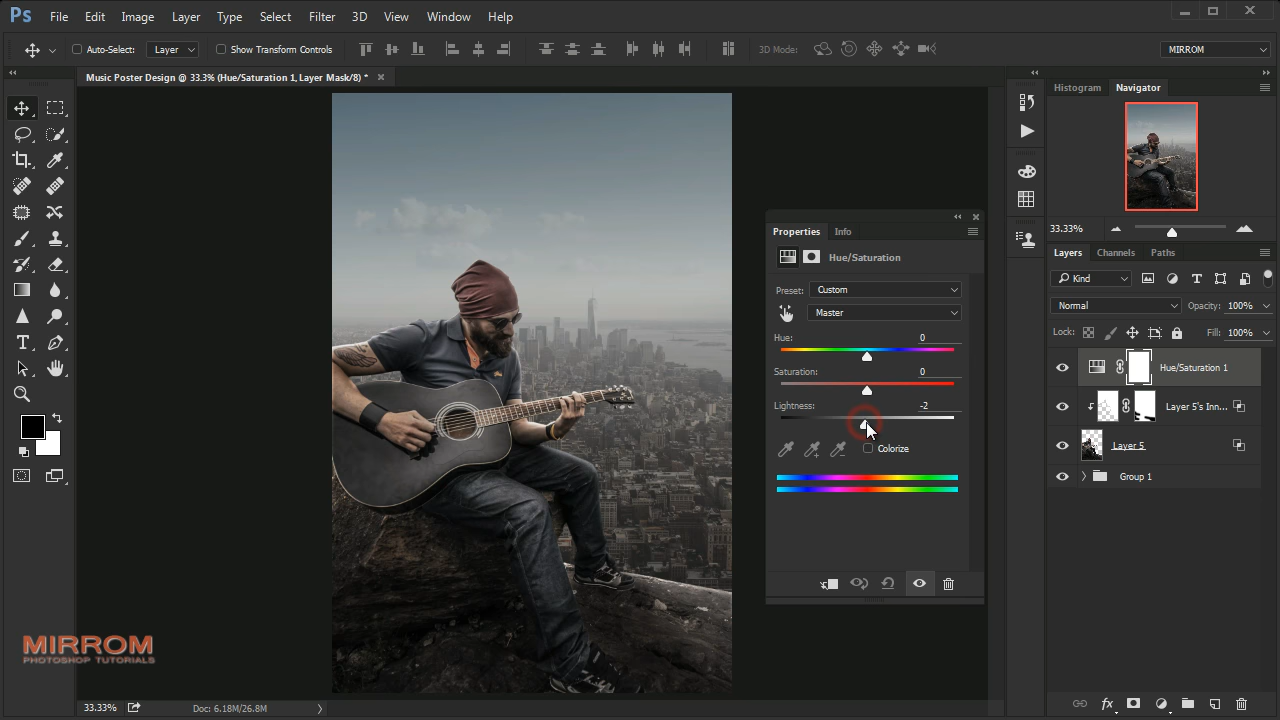 Ps File Edit Image Layer Type Select Filter 3D View Window Help
Auto-Select: Layer Show Transform Controls 3D Mode: MIRROM
Music Poster Design @ 33.3% (Hue/Saturation 1, Layer Mask/8) *
Histogram Navigator
33.33%
Properties Info
Hue/Saturation
Preset: Custom
Master
Hue: 0
Saturation: 0
Lightness: -2
Colorize
Layers Channels Paths
Kind
Normal Opacity: 100%
Lock: Fill: 100%
Hue/Saturation 1
Layer 5's Inn...
Layer 5
Group 1
MIRROM
PHOTOSHOP TUTORIALS
33.33% Doc: 6.18M/26.8M
fx